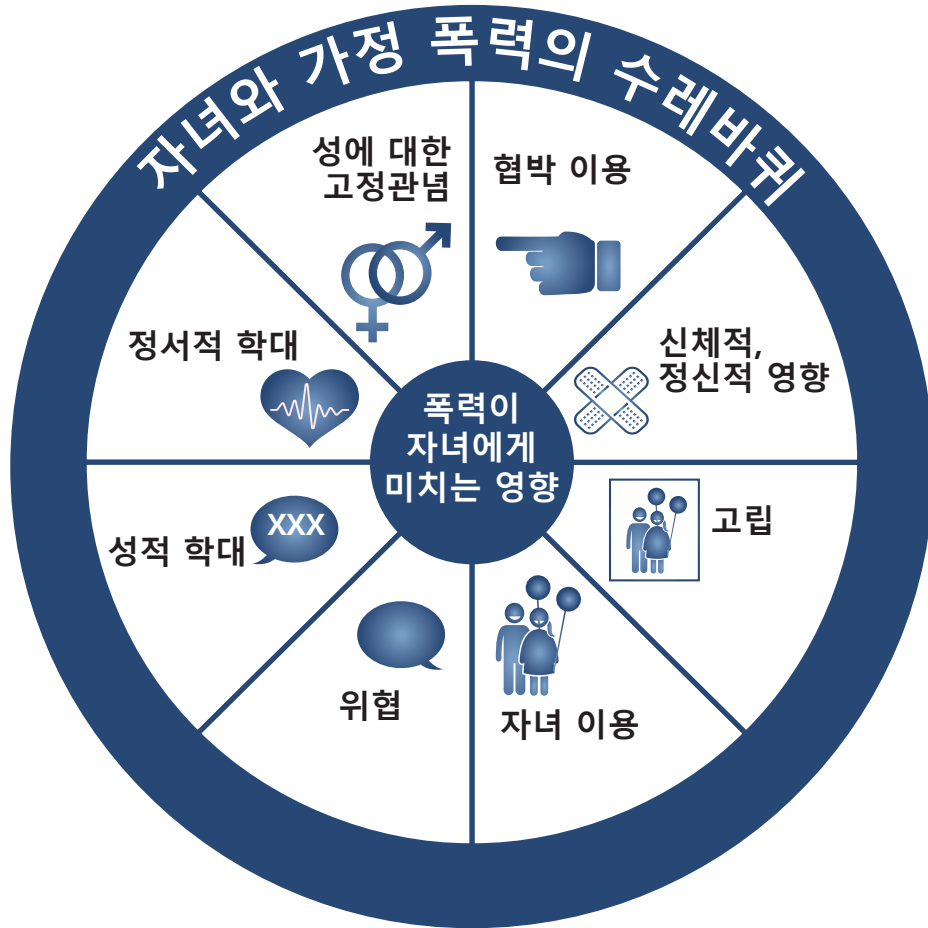 자녀와 가정 폭력의 수레바퀴
성에 대한
고정관념
협박 이용
신체적,
정신적 영향
고립
자녀 이용
위협
성적 학대
XXX
정서적 학대
폭력이
자녀에게
미치는 영향